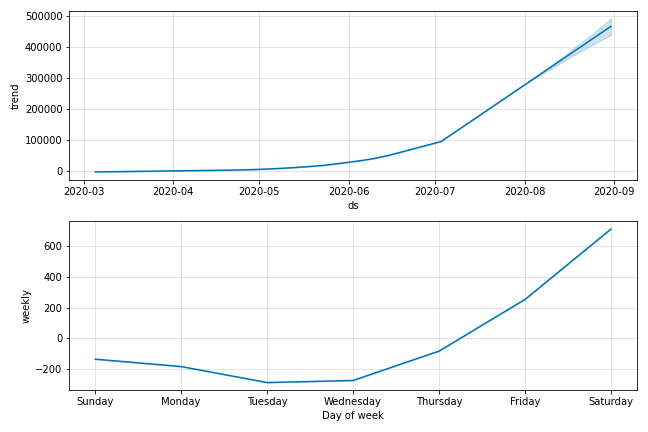 500000
400000
300000
200000
100000
0
trend
2020-03 2020-04 2020-05 2020-06 2020-07 2020-08 2020-09
ds
600
400
200
0
−200
weekly
Sunday Monday Tuesday Wednesday Thursday Friday Saturday
Day of week